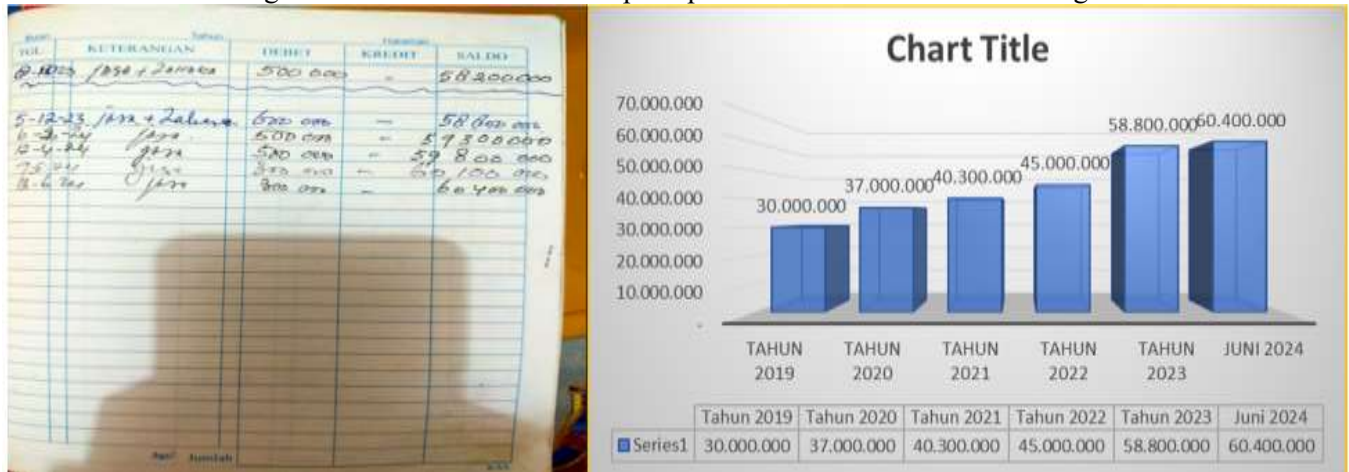 Tahun
TGL. KETERANGAN DEBET KREDIT SALDO
500 000 - 58 200 000
5-12-23 jasa + 600 000 — 58 800 000
jasa 500 000 - 59 300 000
jasa 500 000 - 59 800 000
jasa 300 000 - 60 100 000
jasa 300 000 - 60 400 000
Jumlah
Chart Title
70.000.000
60.000.000
50.000.000
40.000.000
30.000.000
20.000.000
10.000.000
-
30.000.000
37.000.000
40.300.000
45.000.000
58.800.000
60.400.000
TAHUN 2019
TAHUN 2020
TAHUN 2021
TAHUN 2022
TAHUN 2023
JUNI 2024
Tahun 2019 Tahun 2020 Tahun 2021 Tahun 2022 Tahun 2023 Juni 2024
Series1 30.000.000 37.000.000 40.300.000 45.000.000 58.800.000 60.400.000